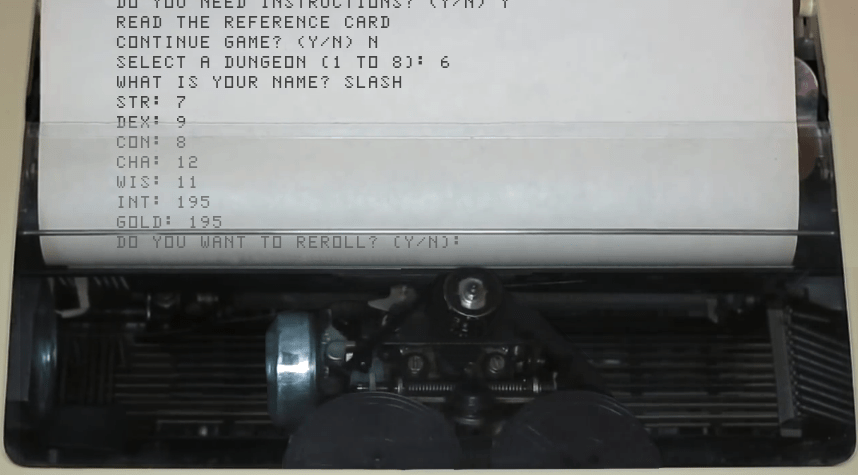 DO YOU NEED INSTRUCTIONS? (Y/N) Y
READ THE REFERENCE CARD
CONTINUE GAME? (Y/N) N
SELECT A DUNGEON (1 TO 8): 6
WHAT IS YOUR NAME? SLASH
STR: 7
DEX: 9
CON: 8
CHA: 12
WIS: 11
INT: 195
GOLD: 195
DO YOU WANT TO REROLL? (Y/N):